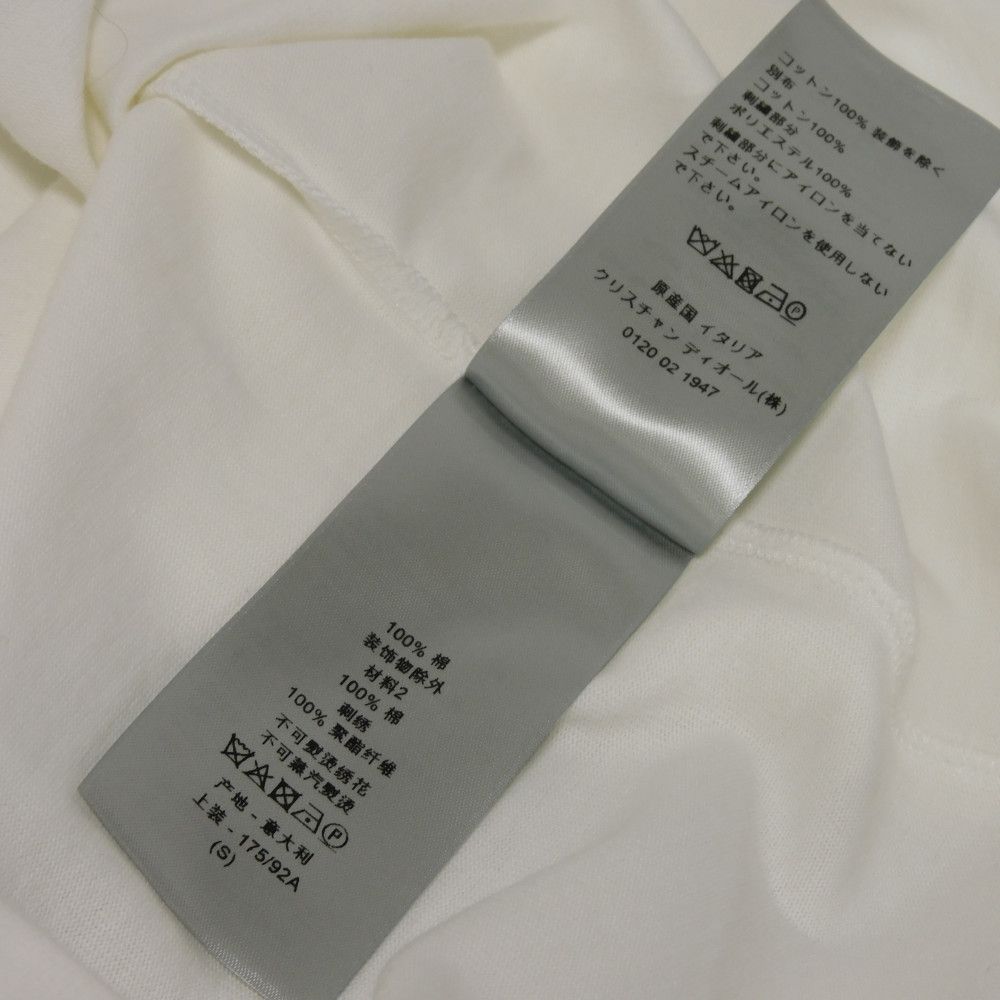 コットン100% 装飾を除く
別布
コットン100%
刺繍部分
ポリエステル100%
刺繍部分にアイロンを当てない
で下さい。
スチームアイロンを使用しない
で下さい。
P
原産国 イタリア
クリスチャン ディオール(株)
0120 02 1947
100% 棉
装饰物除外
材料2
100% 棉
刺绣
100% 聚酯纤维
不可熨烫绣花
不可蒸汽熨烫
P
产地 - 意大利
上装 - 175/92A
(S)